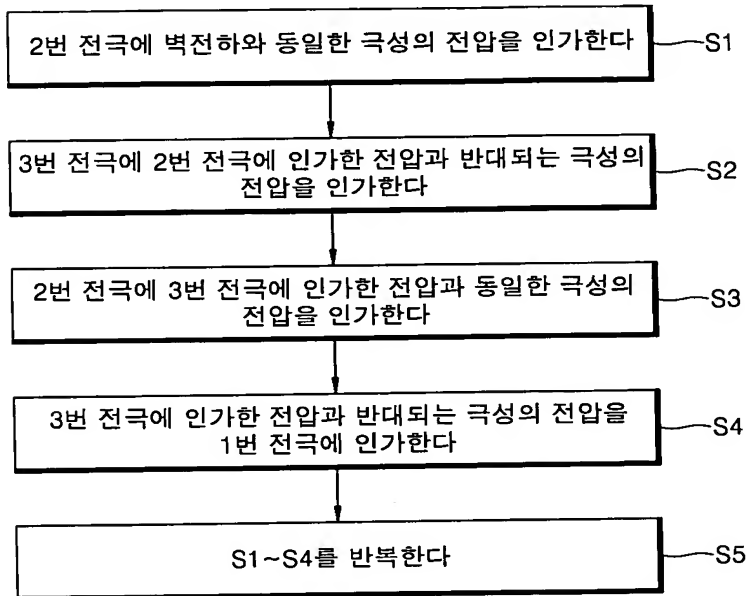 2번 전극에 벽전하와 동일한 극성의 전압을 인가한다
S1
3번 전극에 2번 전극에 인가한 전압과 반대되는 극성의
전압을 인가한다
S2
2번 전극에 3번 전극에 인가한 전압과 동일한 극성의
전압을 인가한다
S3
3번 전극에 인가한 전압과 반대되는 극성의 전압을
1번 전극에 인가한다
S4
S1~S4를 반복한다
S5